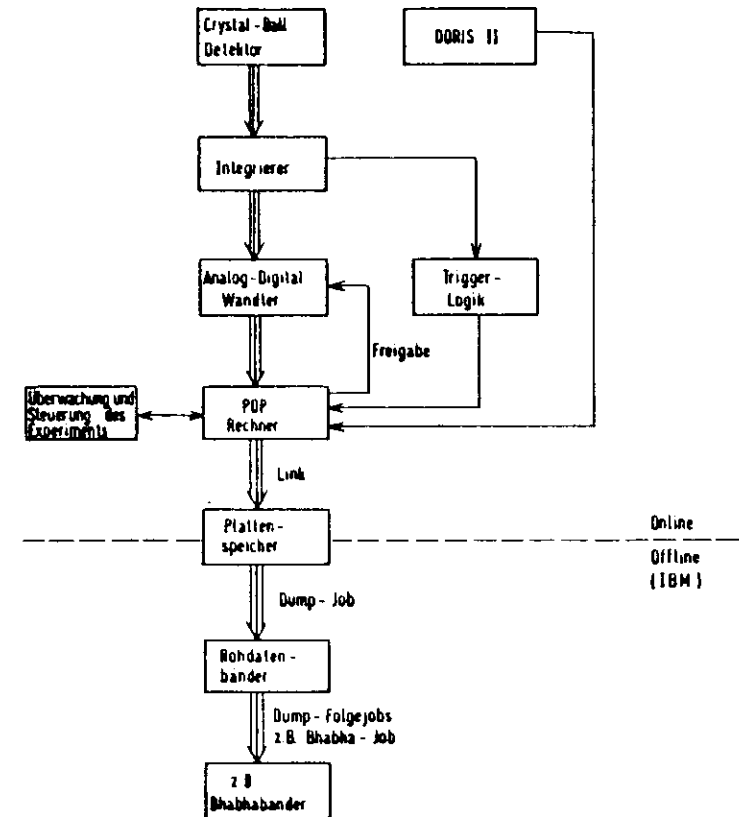 Crystal-Ball
Detektor
DORIS II
Integrierer
Analog-Digital
Wandler
Trigger-
Logik
Freigabe
Überwachung und
Steuerung des
Experiments
PDP
Rechner
Link
Platten-
speicher
Online
Offline
(IBM)
Dump-Job
Rohdaten-
bänder
Dump-Folgejobs
z.B. Bhabha-Job
z.B
Bhabhabänder